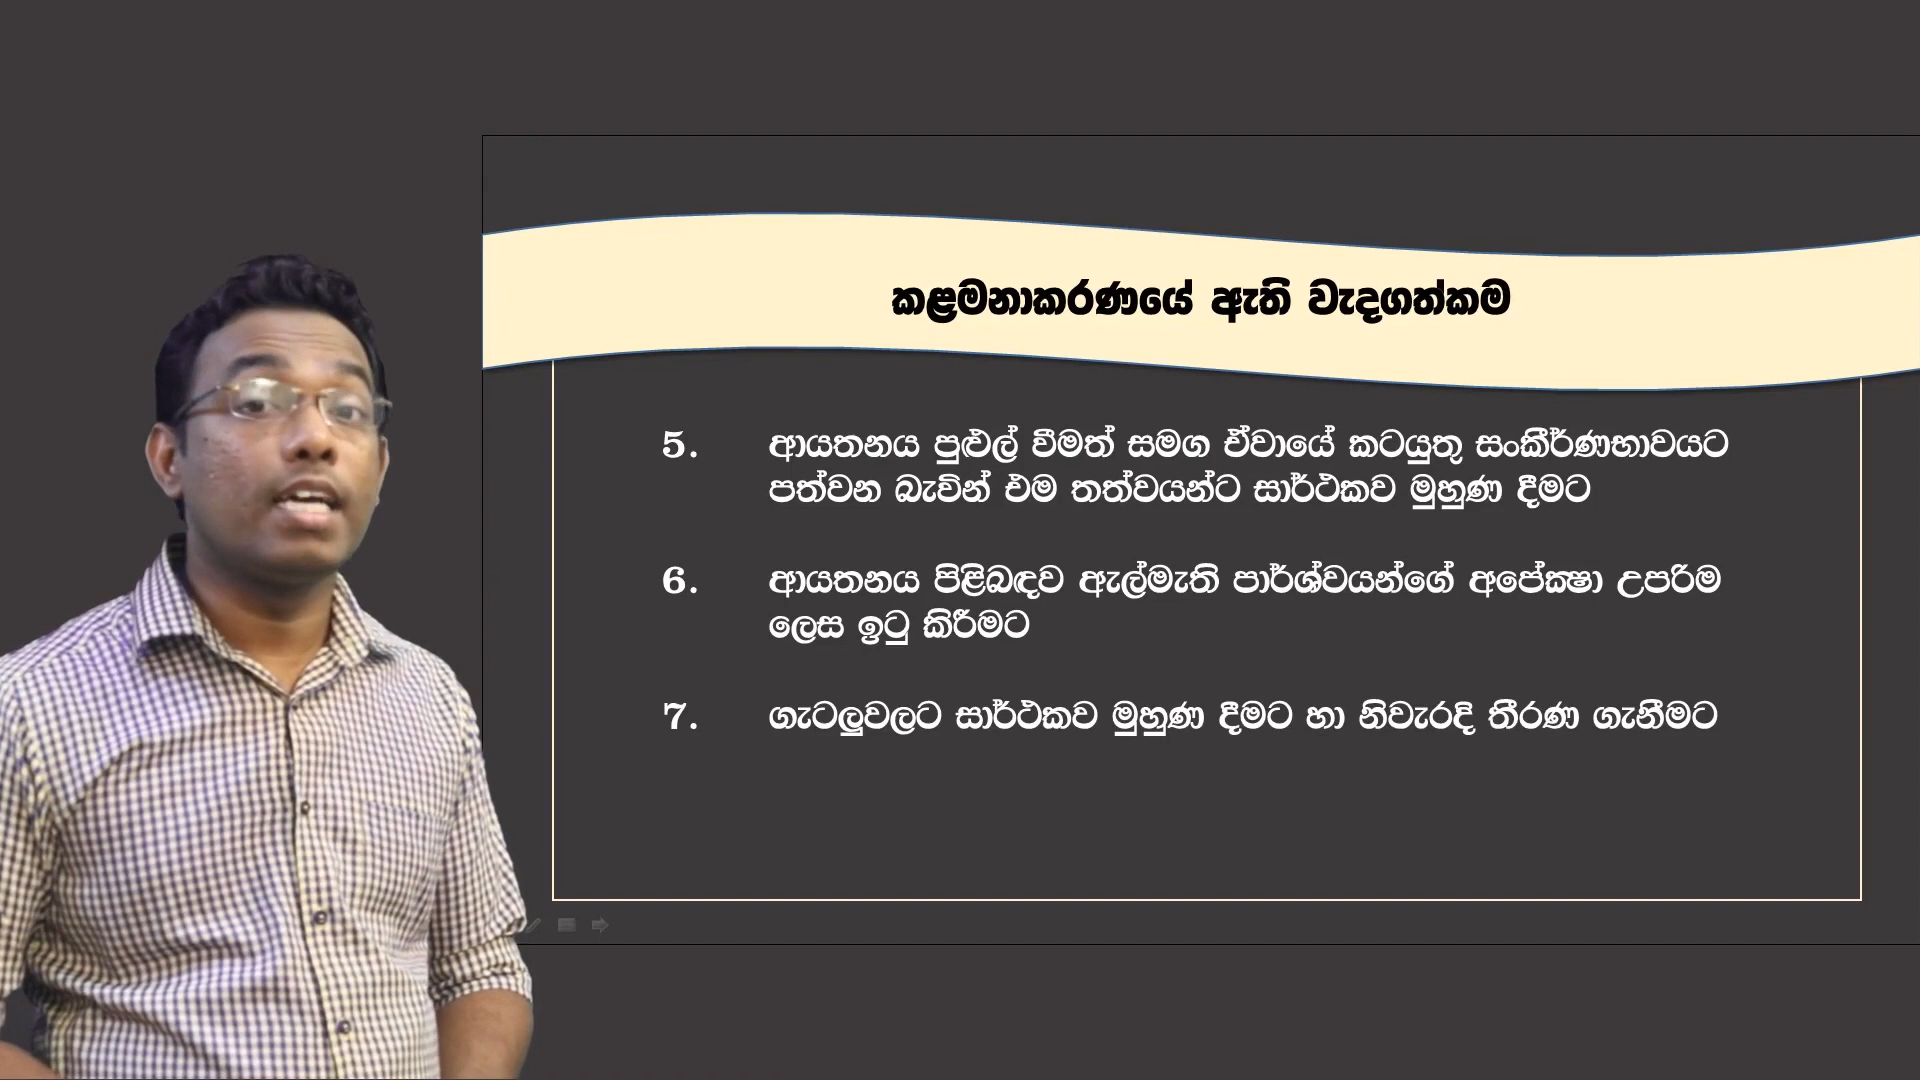 කළමනාකරණයේ ඇති වැදගත්කම
5. ආයතනය පුළුල් වීමත් සමග ඒවායේ කටයුතු සංකීර්ණභාවයට
පත්වන බැවින් එම තත්වයන්ට සාර්ථකව මුහුණ දීමට
6. ආයතනය පිළිබඳව ඇල්මැති පාර්ශ්වයන්ගේ අපේක්‍ෂා උපරිම
ලෙස ඉටු කිරීමට
7. ගැටලුවලට සාර්ථකව මුහුණ දීමට හා නිවැරදි තීරණ ගැනීමට